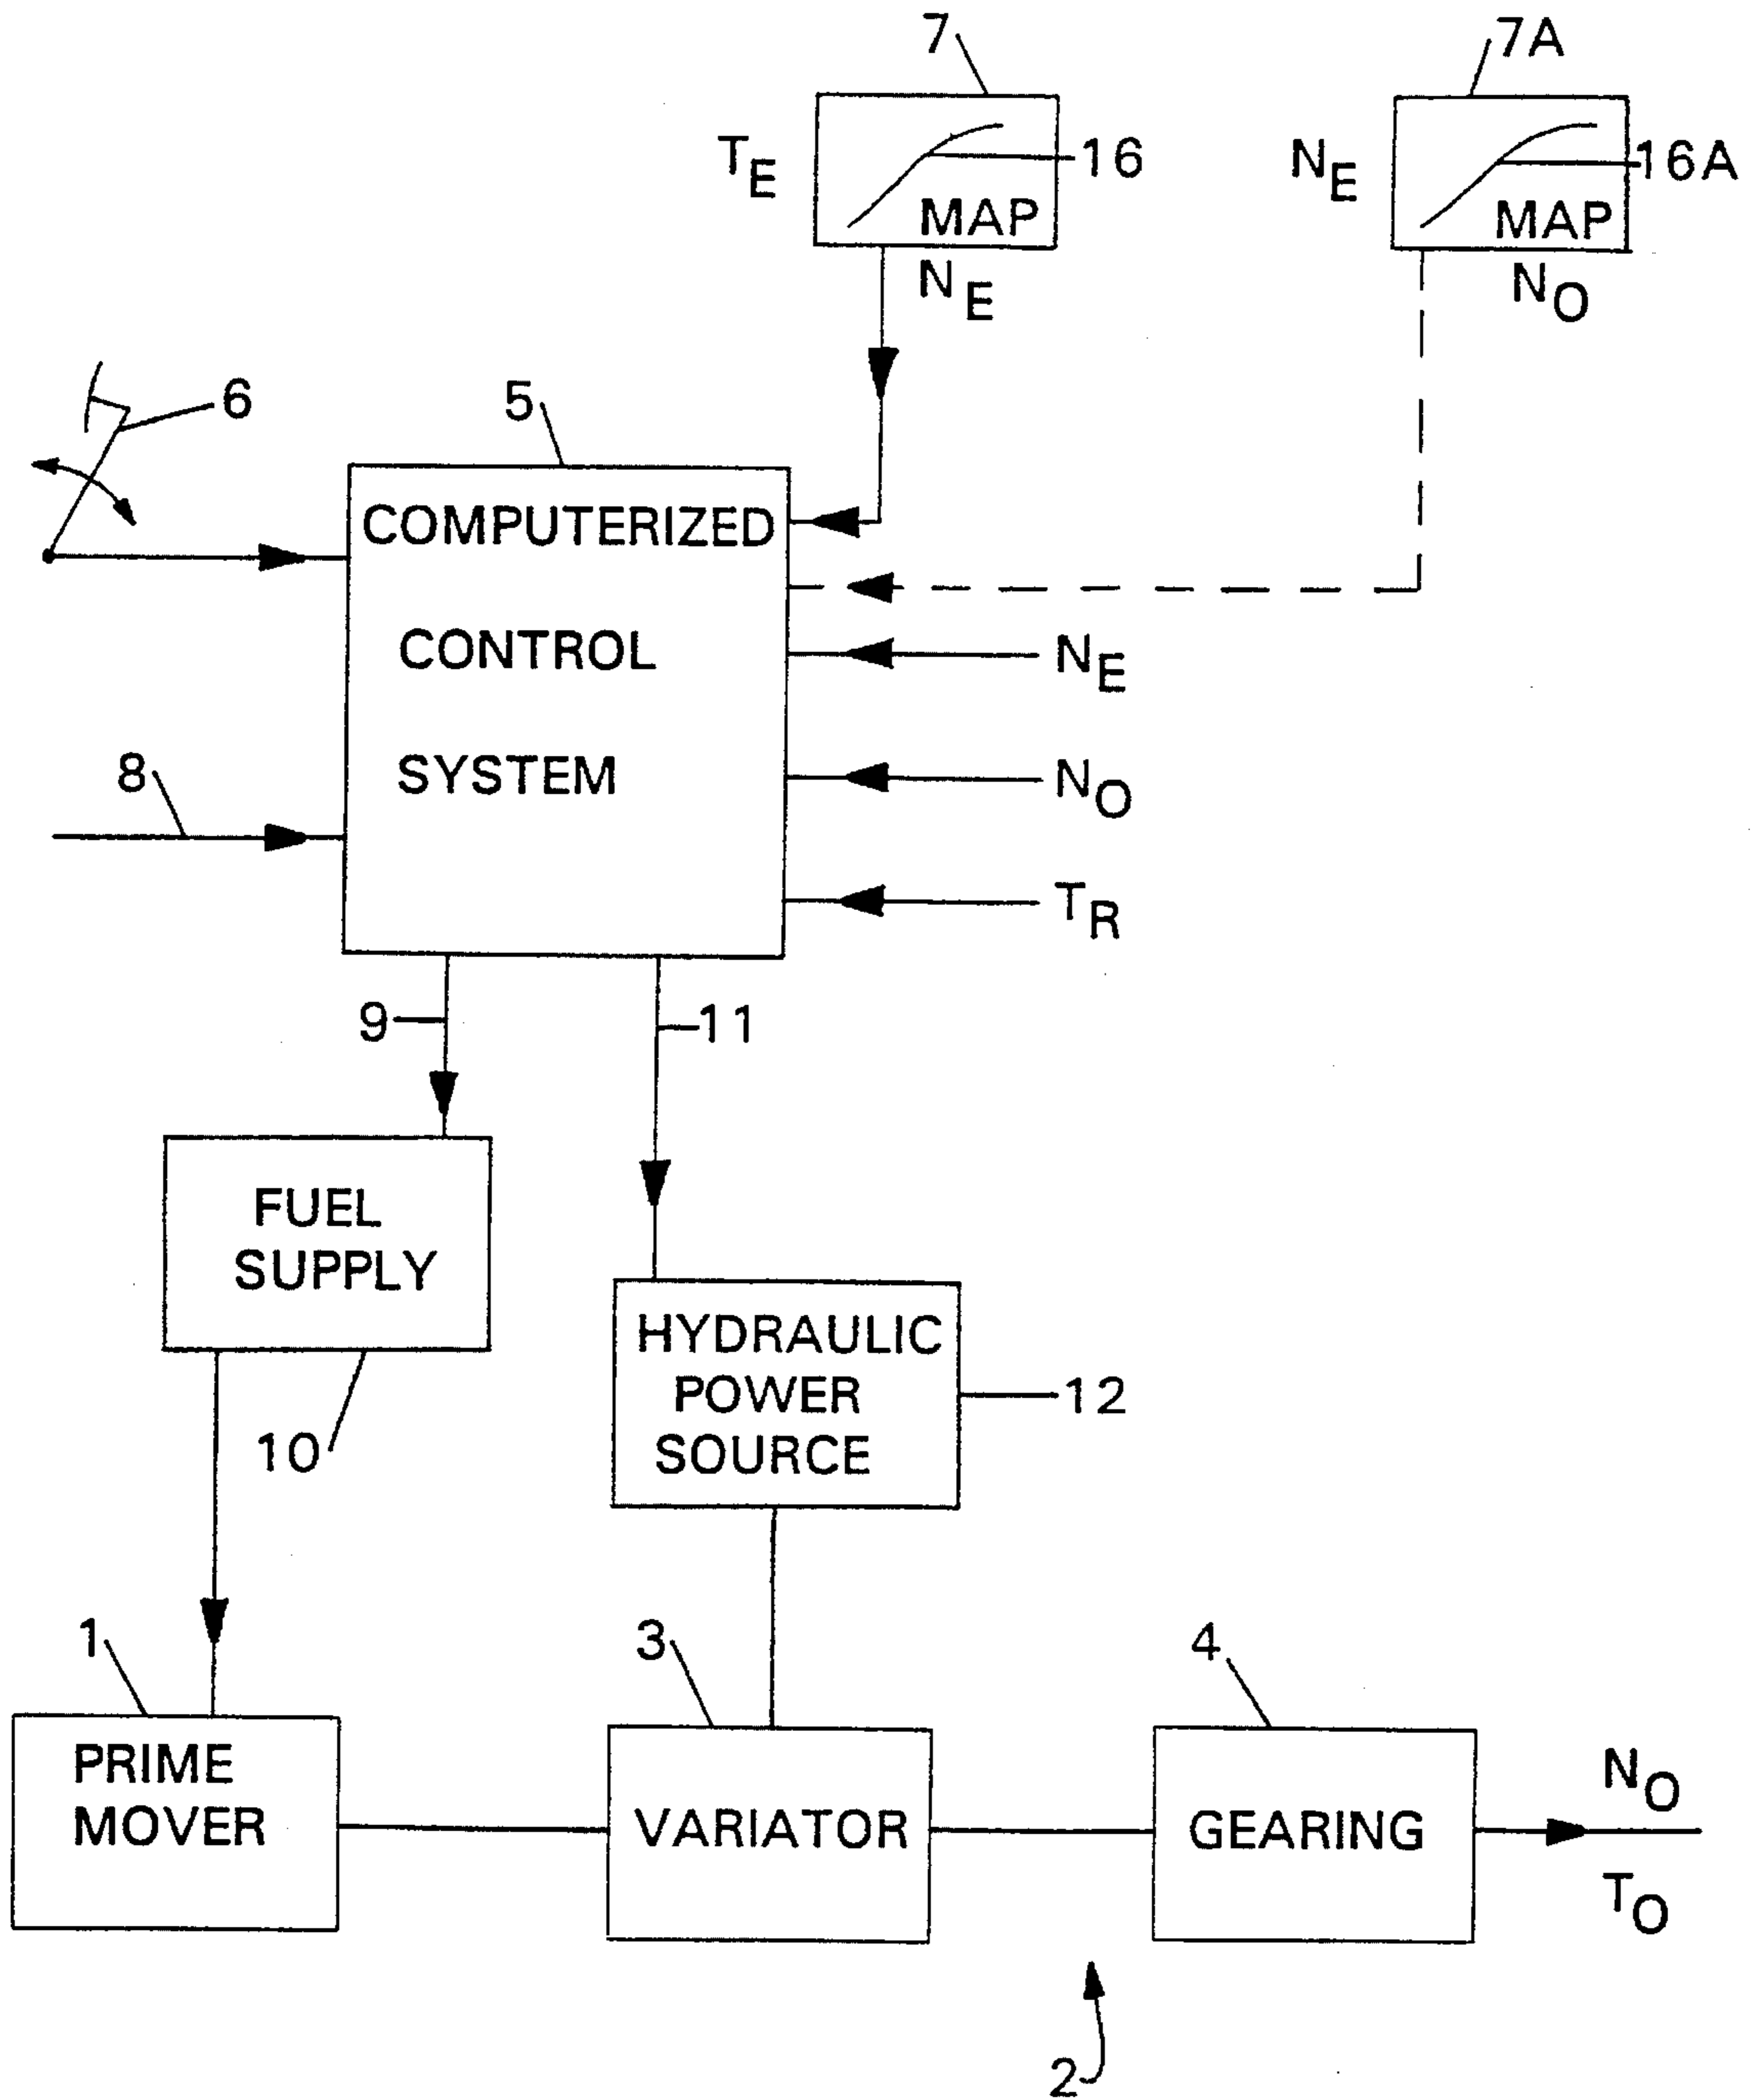 7
7A
T_E
16
MAP
N_E
N_E
16A
MAP
N_O
6
5
COMPUTERIZED
CONTROL
SYSTEM
N_E
N_O
T_R
8
9
11
FUEL
SUPPLY
10
HYDRAULIC
POWER
SOURCE
12
1
3
4
PRIME
MOVER
VARIATOR
GEARING
N_O
T_O
2